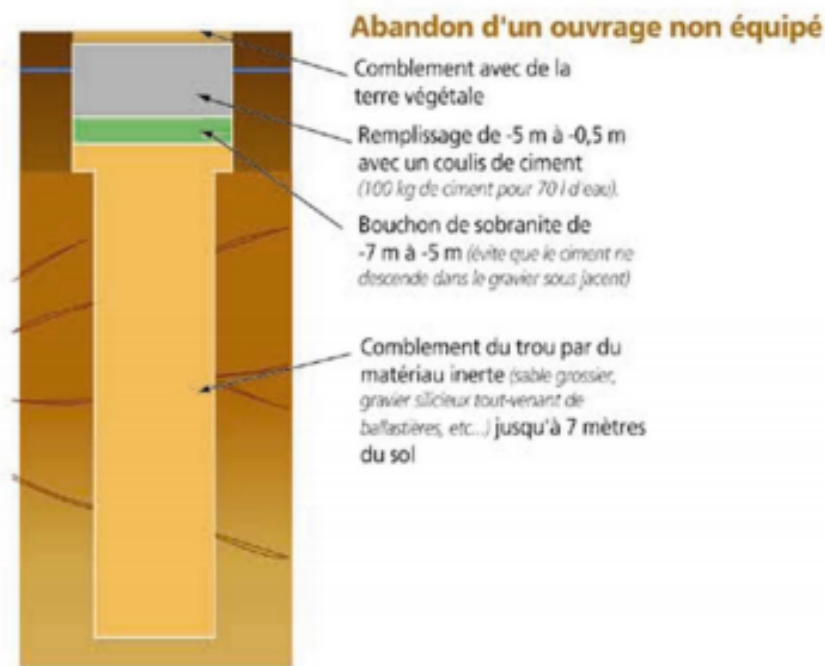 Abandon d'un ouvrage non équipé
Comblement avec de la
terre végétale
Remplissage de -5 m à -0,5 m
avec un coulis de ciment
(100 kg de ciment pour 70 l d'eau).
Bouchon de sobranite de
-7 m à -5 m (évite que le ciment ne
descende dans le gravier sous jacent)
Comblement du trou par du
matériau inerte (sable grossier,
gravier silicieux tout-venant de
ballastières, etc...) jusqu'à 7 mètres
du sol